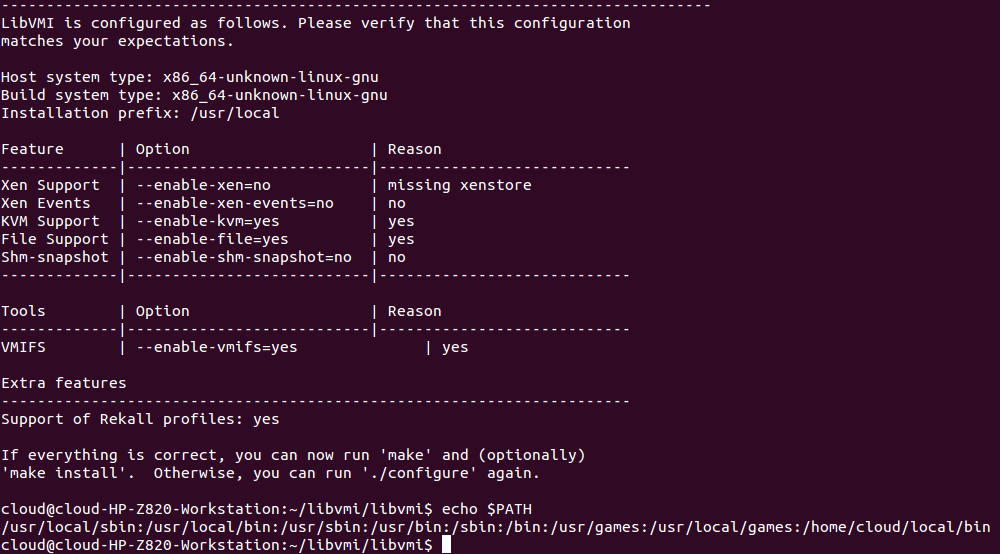 -------------------------------------------------------------------------------
LibVMI is configured as follows. Please verify that this configuration
matches your expectations.

Host system type: x86_64-unknown-linux-gnu
Build system type: x86_64-unknown-linux-gnu
Installation prefix: /usr/local

Feature      | Option                    | Reason
-------------|---------------------------|----------------------------
Xen Support  | --enable-xen=no           | missing xenstore
Xen Events   | --enable-xen-events=no    | no
KVM Support  | --enable-kvm=yes          | yes
File Support | --enable-file=yes         | yes
Shm-snapshot | --enable-shm-snapshot=no  | no
-------------|---------------------------|----------------------------

Tools        | Option                    | Reason
-------------|---------------------------|----------------------------
VMIFS        | --enable-vmifs=yes              | yes

Extra features
----------------------------------------------------------------------
Support of Rekall profiles: yes

If everything is correct, you can now run 'make' and (optionally)
'make install'.  Otherwise, you can run './configure' again.

cloud@cloud-HP-Z820-Workstation:~/libvmi/libvmi$ echo $PATH
/usr/local/sbin:/usr/local/bin:/usr/sbin:/usr/bin:/sbin:/bin:/usr/games:/usr/local/games:/home/cloud/local/bin
cloud@cloud-HP-Z820-Workstation:~/libvmi/libvmi$